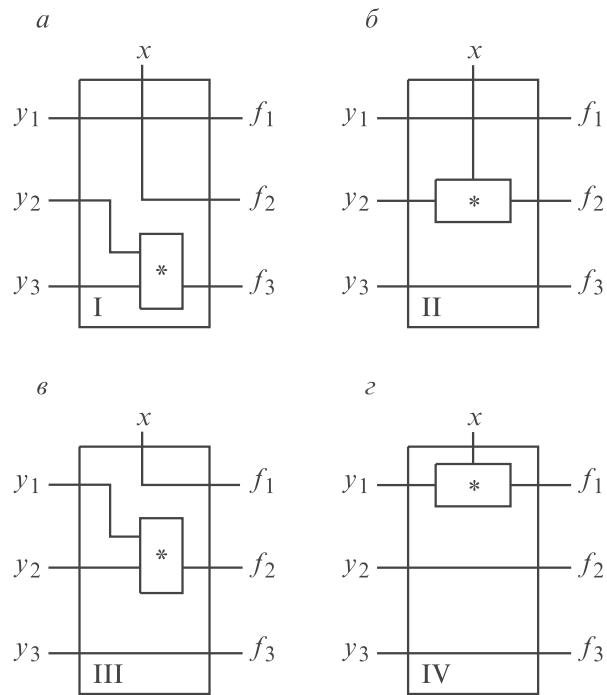 а б
x x
y1 f1 y1 f1
y2 f2 y2 * f2
* 
y3 f3 y3 f3
I II
в г
x x
y1 f1 y1 * f1
*
y2 f2 y2 f2
y3 f3 y3 f3
III IV